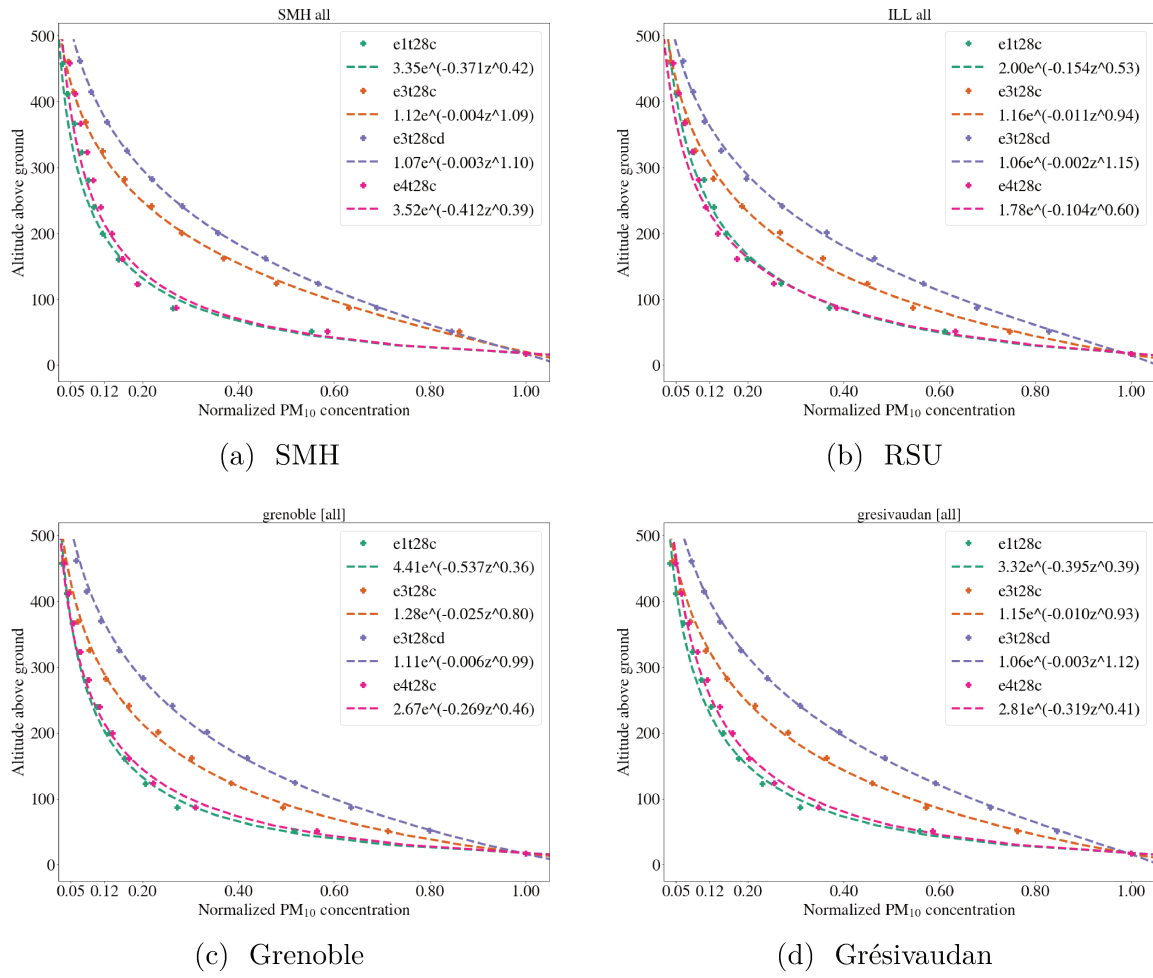 SMH all
500
400
300
200
100
0
Altitude above ground
e1t28c
3.35e^(-0.371z^0.42)
e3t28c
1.12e^(-0.004z^1.09)
e3t28cd
1.07e^(-0.003z^1.10)
e4t28c
3.52e^(-0.412z^0.39)
0.05 0.12 0.20 0.40 0.60 0.80 1.00
Normalized PM₁₀ concentration
(a) SMH
ILL all
500
400
300
200
100
0
Altitude above ground
e1t28c
2.00e^(-0.154z^0.53)
e3t28c
1.16e^(-0.011z^0.94)
e3t28cd
1.06e^(-0.002z^1.15)
e4t28c
1.78e^(-0.104z^0.60)
0.05 0.12 0.20 0.40 0.60 0.80 1.00
Normalized PM₁₀ concentration
(b) RSU
grenoble [all]
500
400
300
200
100
0
Altitude above ground
e1t28c
4.41e^(-0.537z^0.36)
e3t28c
1.28e^(-0.025z^0.80)
e3t28cd
1.11e^(-0.006z^0.99)
e4t28c
2.67e^(-0.269z^0.46)
0.05 0.12 0.20 0.40 0.60 0.80 1.00
Normalized PM₁₀ concentration
(c) Grenoble
gresivaudan [all]
500
400
300
200
100
0
Altitude above ground
e1t28c
3.32e^(-0.395z^0.39)
e3t28c
1.15e^(-0.010z^0.93)
e3t28cd
1.06e^(-0.003z^1.12)
e4t28c
2.81e^(-0.319z^0.41)
0.05 0.12 0.20 0.40 0.60 0.80 1.00
Normalized PM₁₀ concentration
(d) Grésivaudan